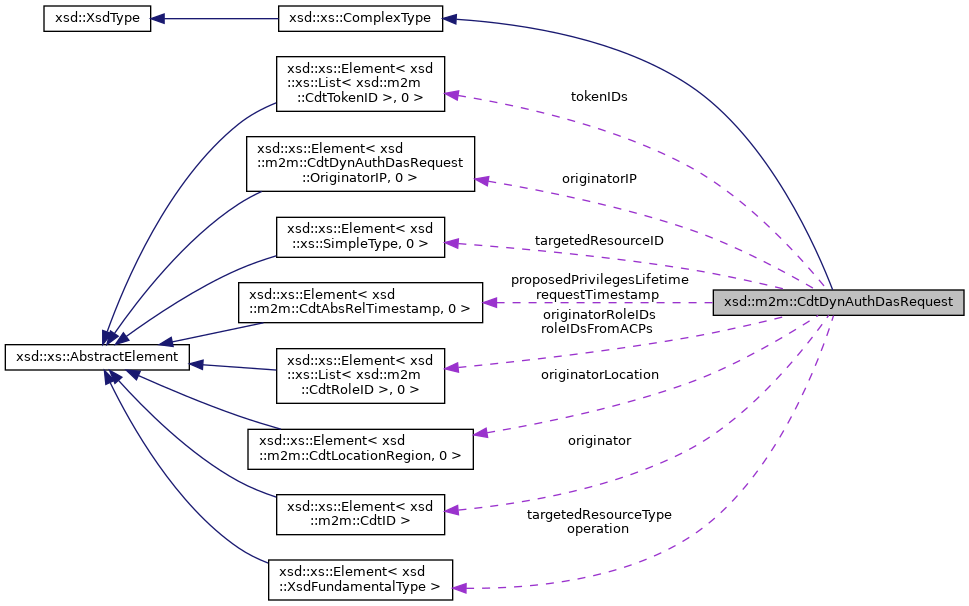 xsd::XsdType
xsd::xs::ComplexType
xsd::xs::Element< xsd
::xs::List< xsd::m2m
::CdtTokenID >, 0 >
tokenIDs
xsd::xs::Element< xsd
::m2m::CdtDynAuthDasRequest
::OriginatorIP, 0 >
originatorIP
xsd::xs::Element< xsd
::xs::SimpleType, 0 >
targetedResourceID
xsd::xs::Element< xsd
::m2m::CdtAbsRelTimestamp, 0 >
proposedPrivilegesLifetime
requestTimestamp
xsd::m2m::CdtDynAuthDasRequest
originatorRoleIDs
roleIDsFromACPs
xsd::xs::AbstractElement
xsd::xs::Element< xsd
::xs::List< xsd::m2m
::CdtRoleID >, 0 >
originatorLocation
xsd::xs::Element< xsd
::m2m::CdtLocationRegion, 0 >
originator
xsd::xs::Element< xsd
::m2m::CdtID >
targetedResourceType
operation
xsd::xs::Element< xsd
::XsdFundamentalType >